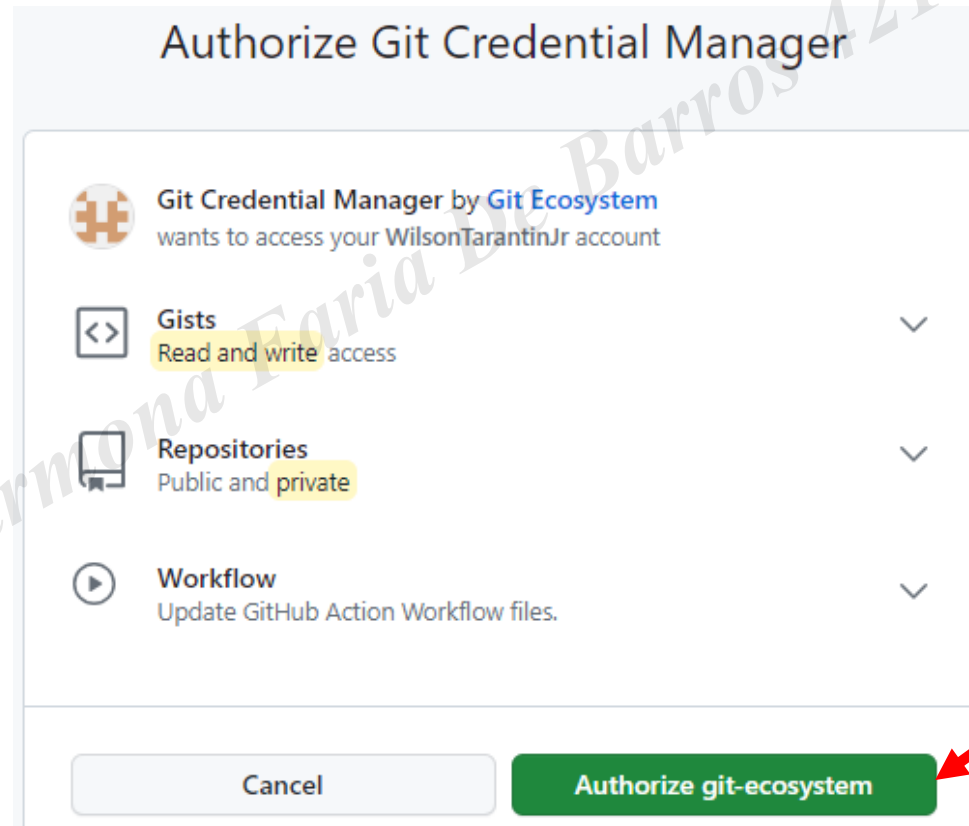 Authorize Git Credential Manager
Git Credential Manager by Git Ecosystem
wants to access your WilsonTarantinJr account
Gists
Read and write access
Repositories
Public and private
Workflow
Update GitHub Action Workflow files.
Cancel
Authorize git-ecosystem
Faria De Barros